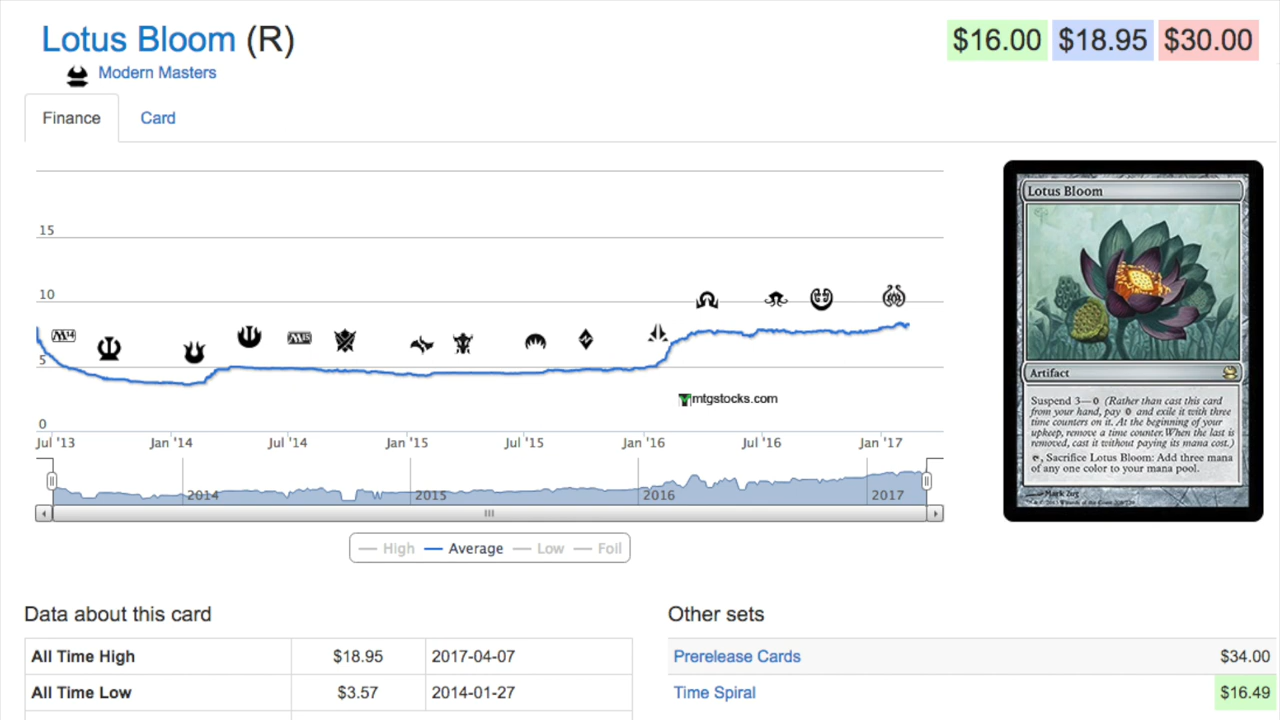 Lotus Bloom (R)
$16.00 $18.95 $30.00
Modern Masters
Finance Card
15
10
5
0
M14
M15
mtgstocks.com
Jul '13 Jan '14 Jul '14 Jan '15 Jul '15 Jan '16 Jul '16 Jan '17
2014 2015 2016 2017
High Average Low Foil
Lotus Bloom
Artifact
Suspend 3—0 (Rather than cast this card
from your hand, pay 0 and exile it with three
time counters on it. At the beginning of your
upkeep, remove a time counter. When the last is
removed, cast it without paying its mana cost.)
, Sacrifice Lotus Bloom: Add three mana
of any one color to your mana pool.
Mark Zug
Data about this card
All Time High $18.95 2017-04-07
All Time Low $3.57 2014-01-27
Other sets
Prerelease Cards $34.00
Time Spiral $16.49